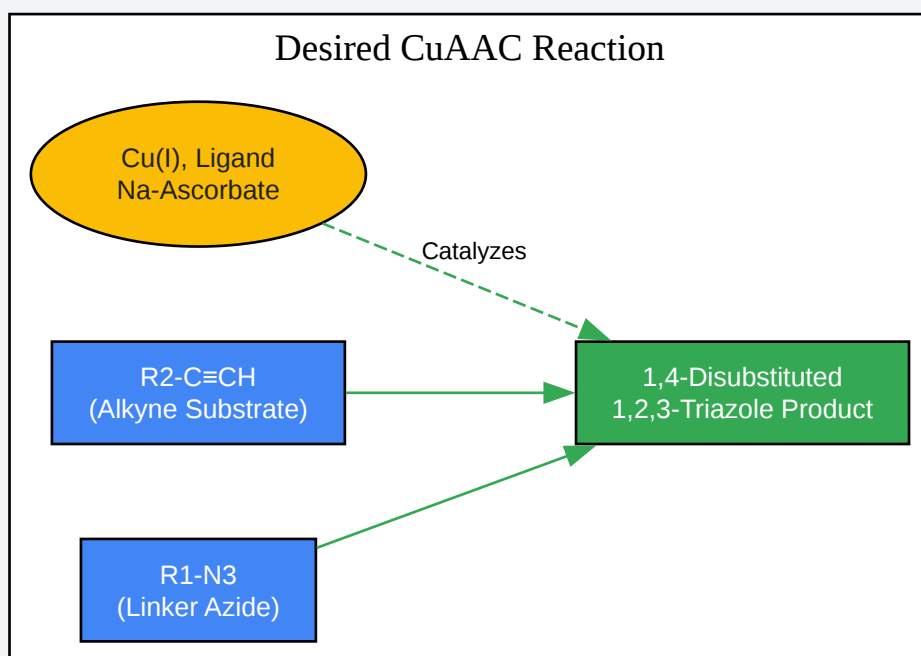 Desired CuAAC Reaction
Cu(I), Ligand
Na-Ascorbate
Catalyzes
R2-C≡CH
(Alkyne Substrate)
1,4-Disubstituted
1,2,3-Triazole Product
R1-N3
(Linker Azide)